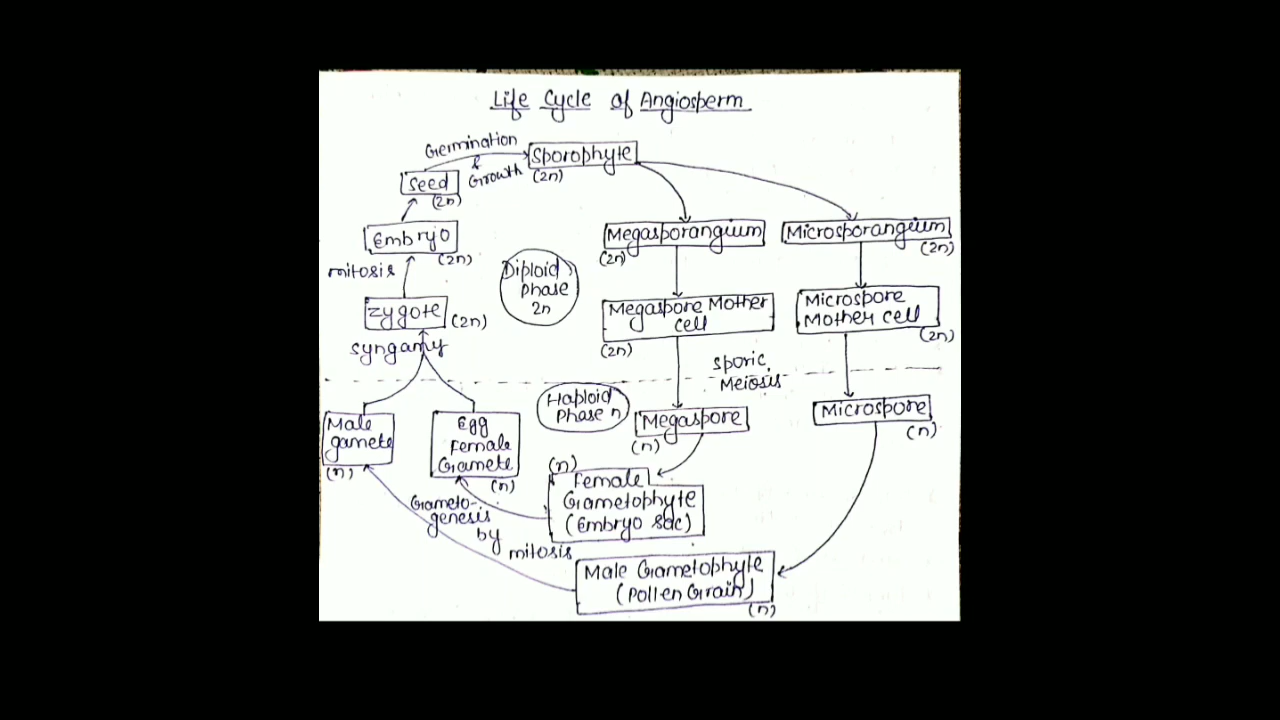 Life Cycle of Angiosperm
Germination
&
Growth
Sporophyte
(2n)
Seed
(2n)
Embryo
(2n)
mitosis
Zygote
(2n)
Syngamy
Diploid
Phase
2n
Megasporangium
(2n)
Microsporangium
(2n)
Megaspore Mother
cell
(2n)
Microspore
Mother cell
(2n)
Sporic
Meiosis
Haploid
Phase n
Megaspore
(n)
Microspore
(n)
Male
gamete
(n)
Egg
Female
Gamete
(n)
(n)
Female
Gametophyte
(Embryo Sac)
Gameto-
genesis
by
mitosis
Male Gametophyte
(Pollen Grain)
(n)